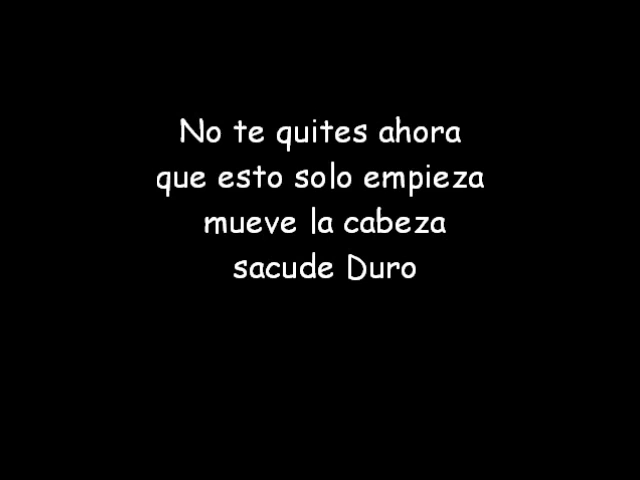 No te quites ahora
que esto solo empieza
mueve la cabeza
sacude Duro